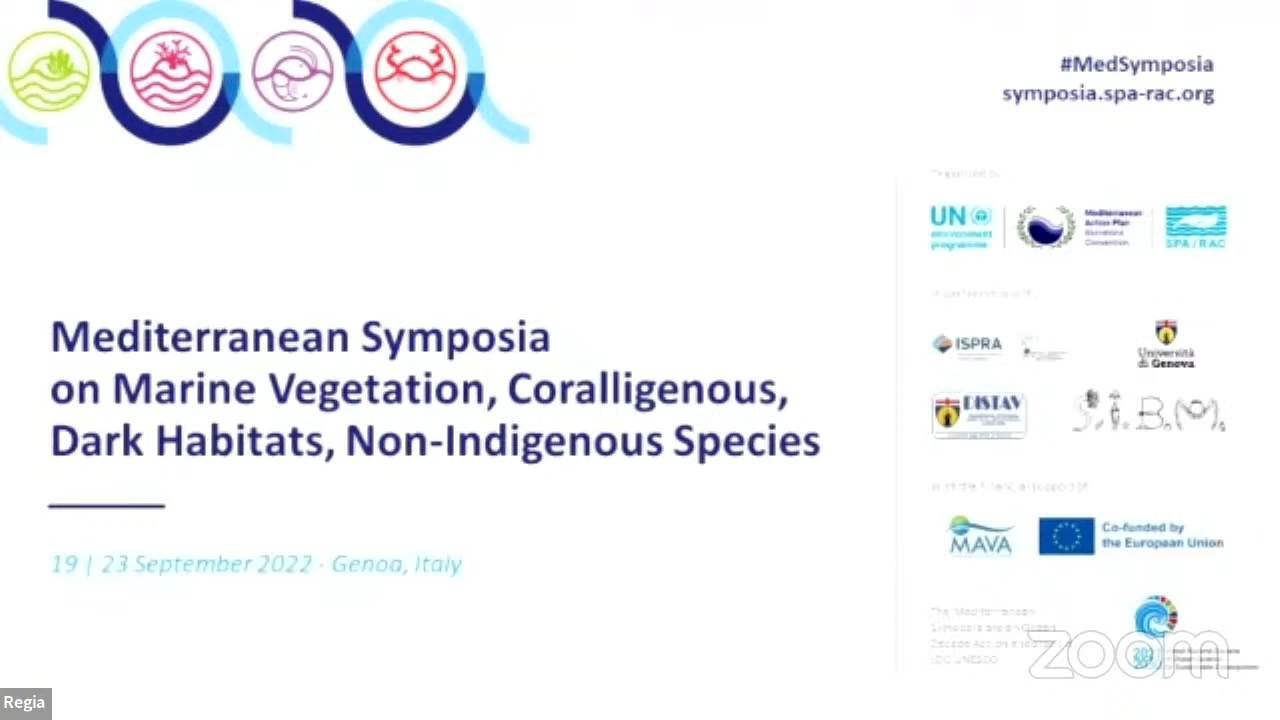 #MedSymposia
symposia.spa-rac.org
UN
environment
programme
Mediterranean
Action Plan
Barcelona
Convention
SPA/RAC
ISPRA
Università
di Genova
DISTAV
S.I.B.M.
Mediterranean Symposia
on Marine Vegetation, Coralligenous,
Dark Habitats, Non-Indigenous Species
19 | 23 September 2022 · Genoa, Italy
MAVA
Co-funded by
the European Union
The Mediterranean
zoom
Regia